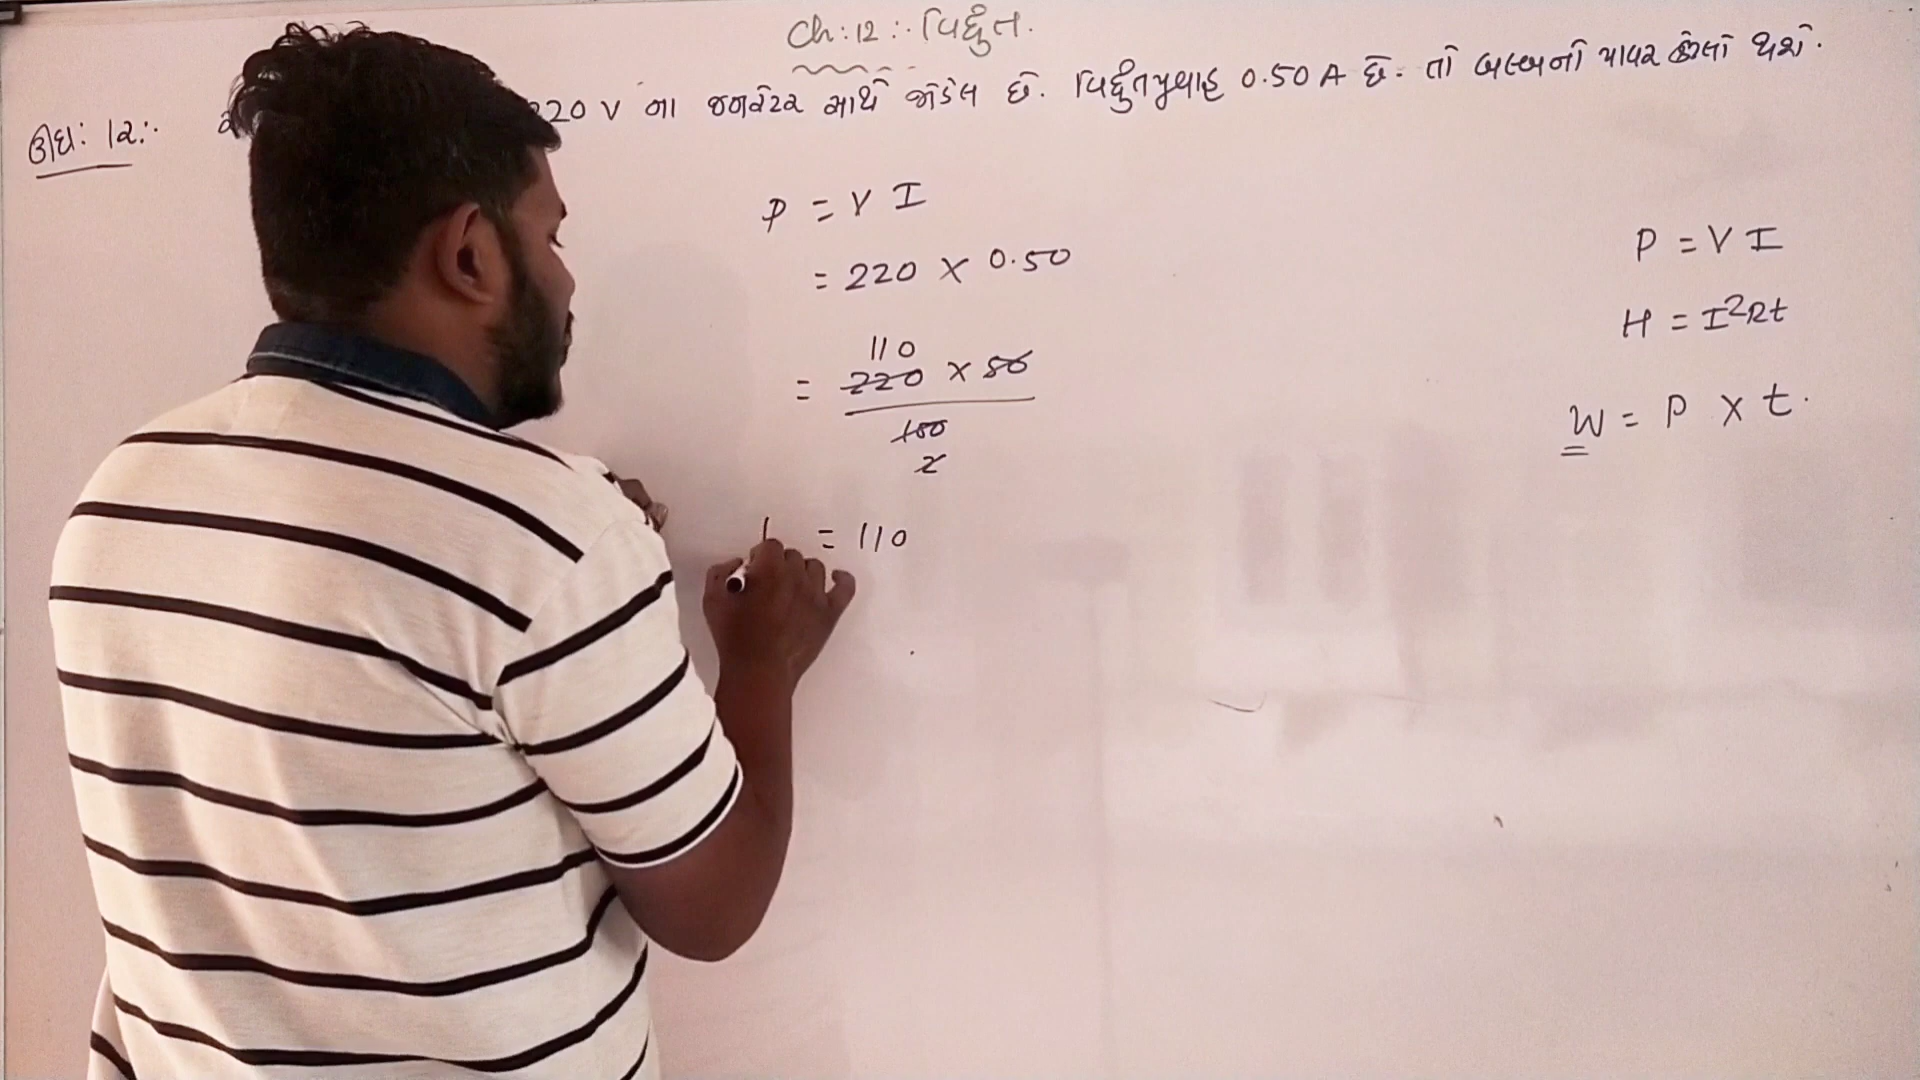 Ch:12:. વિદ્યુત.
ઉદા: 12:. 220 V ના જનરેટર સાથે જોડેલ છે. વિદ્યુતપ્રવાહ 0.50 A છે. તો બલ્બનો પાવર કેટલો થશે.
P = V I
= 220 X 0.50
110
= 220 x 50
100
2
= 110
P = V I
H = I²Rt
W = P X t.